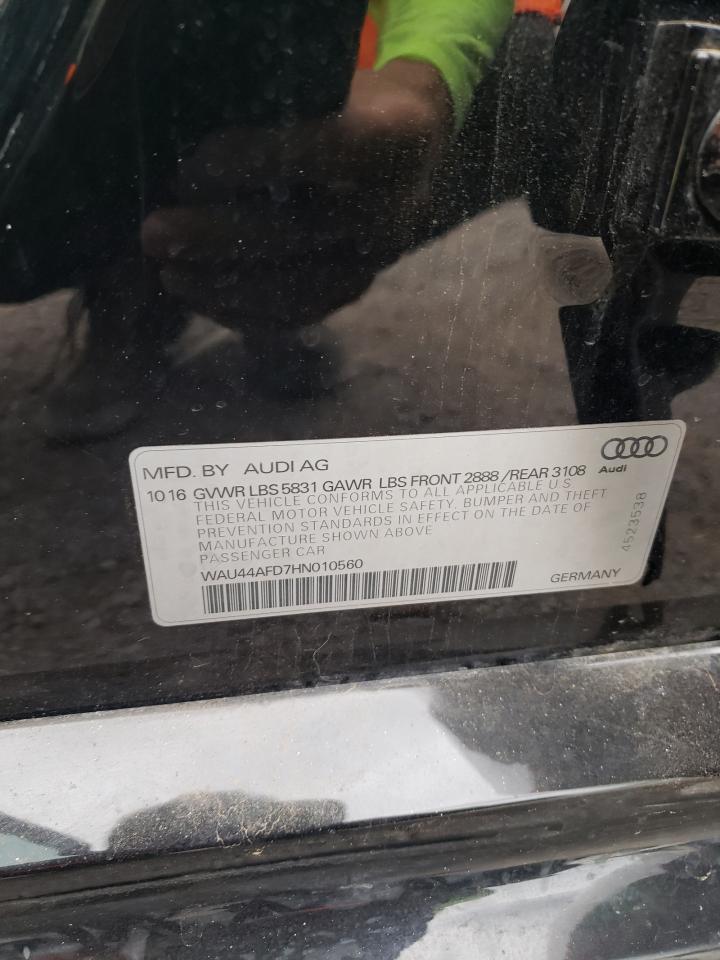 MFD. BY AUDI AG
10 16 GVWR LBS 5831 GAWR LBS FRONT 2888 /REAR 3108
Audi
THIS VEHICLE CONFORMS TO ALL APPLICABLE U S
FEDERAL MOTOR VEHICLE SAFETY, BUMPER AND THEFT
PREVENTION STANDARDS IN EFFECT ON THE DATE OF
MANUFACTURE SHOWN ABOVE
PASSENGER CAR
WAU44AFD7HN010560
GERMANY
4523538